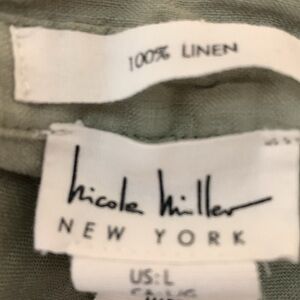 100% LINEN
Nicole Miller
NEW YORK
US: L